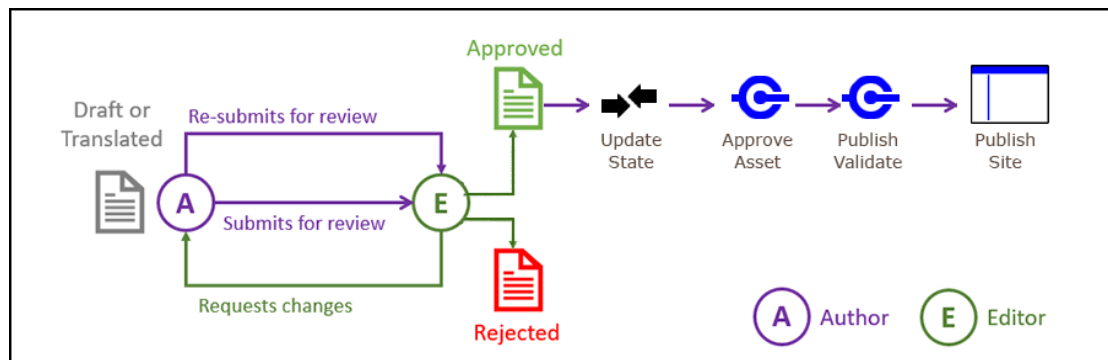 Approved
Draft or
Translated
Re-submits for review
Update
State
Approve
Asset
Publish
Validate
Publish
Site
A
E
Submits for review
Requests changes
Rejected
A Author
E Editor